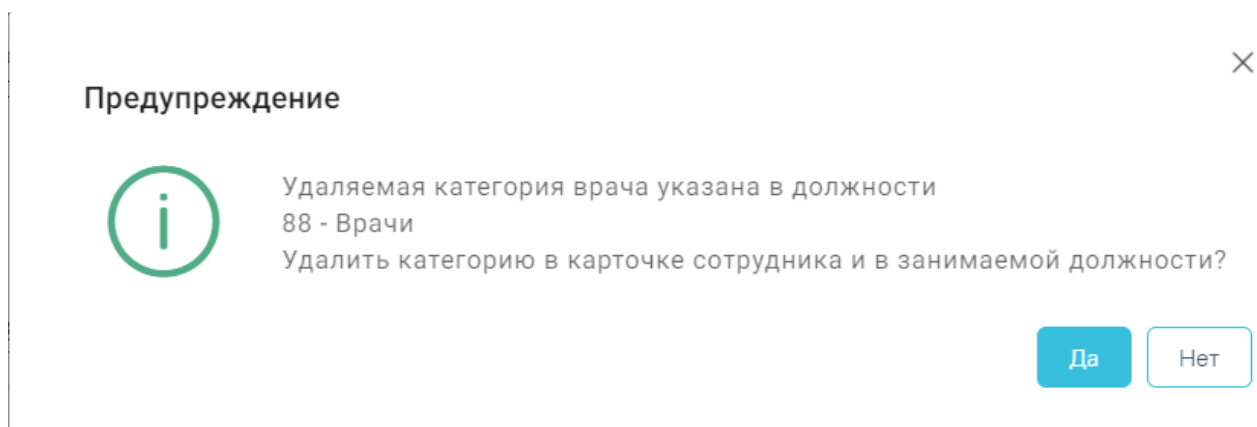 Предупреждение
Удаляемая категория врача указана в должности
88 - Врачи
Удалить категорию в карточке сотрудника и в занимаемой должности?
Да Нет